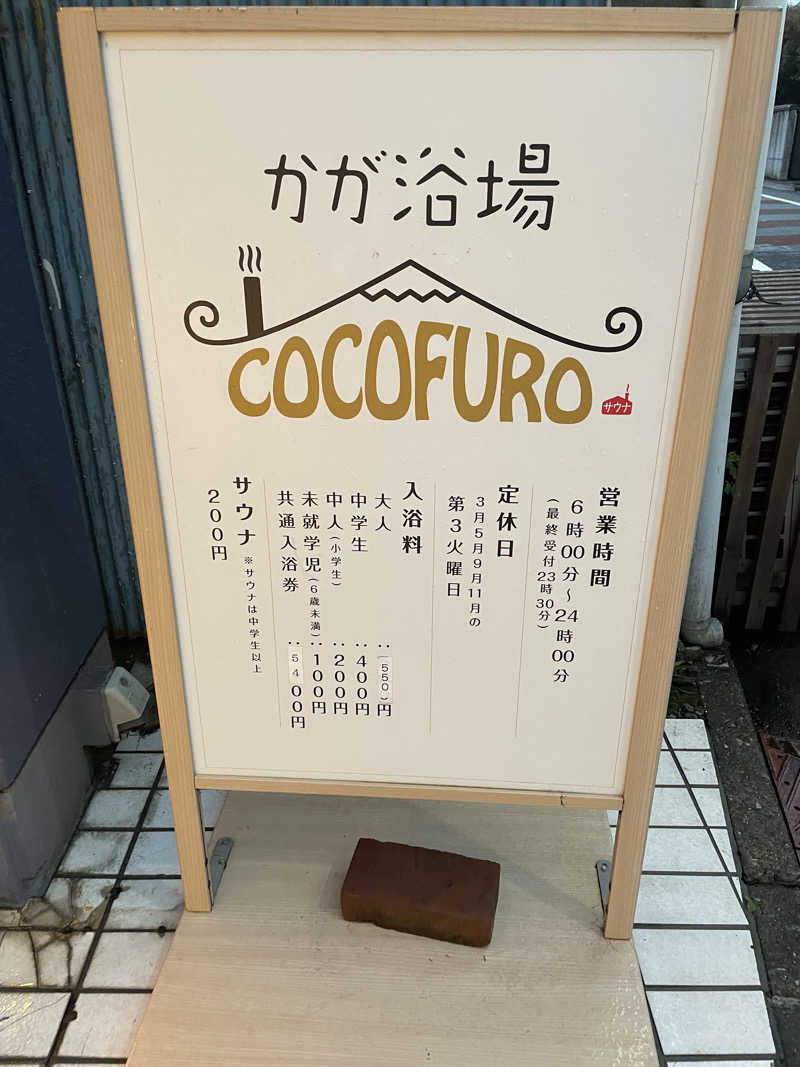 かが浴場
COCOFURO
サウナ
営業時間
6時00分～24時00分
(最終受付23時30分)
定休日
3月5月9月11月の
第3火曜日
入浴料
大人 ‥(550)円
中学生 ‥400円
中人(小学生) ‥200円
未就学児(6歳未満)‥100円
共通入浴券 ‥5400円
サウナ ※サウナは中学生以上
200円